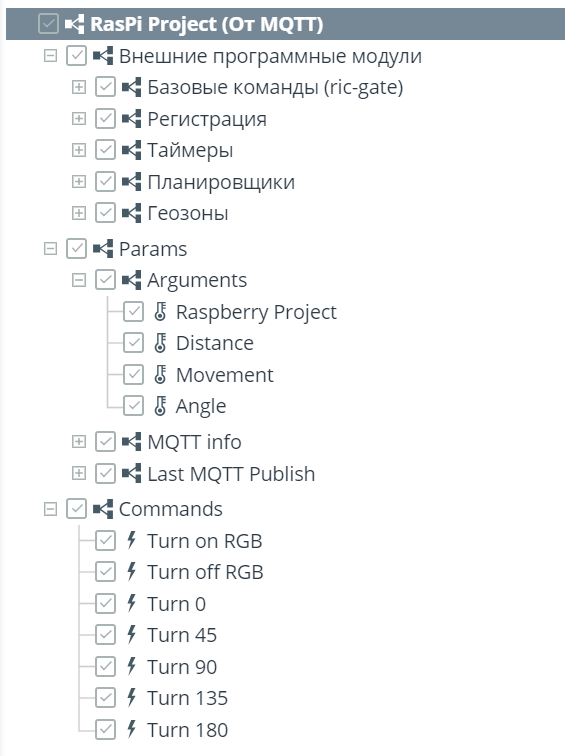 RasPi Project (От MQTT)
Внешние программные модули
Базовые команды (ric-gate)
Регистрация
Таймеры
Планировщики
Геозоны
Params
Arguments
Raspberry Project
Distance
Movement
Angle
MQTT info
Last MQTT Publish
Commands
Turn on RGB
Turn off RGB
Turn 0
Turn 45
Turn 90
Turn 135
Turn 180